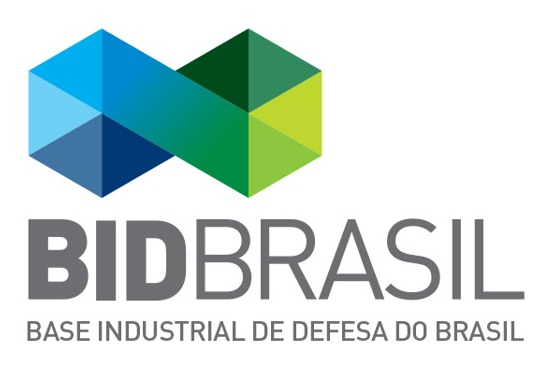 BIDBRASIL
BASE INDUSTRIAL DE DEFESA DO BRASIL